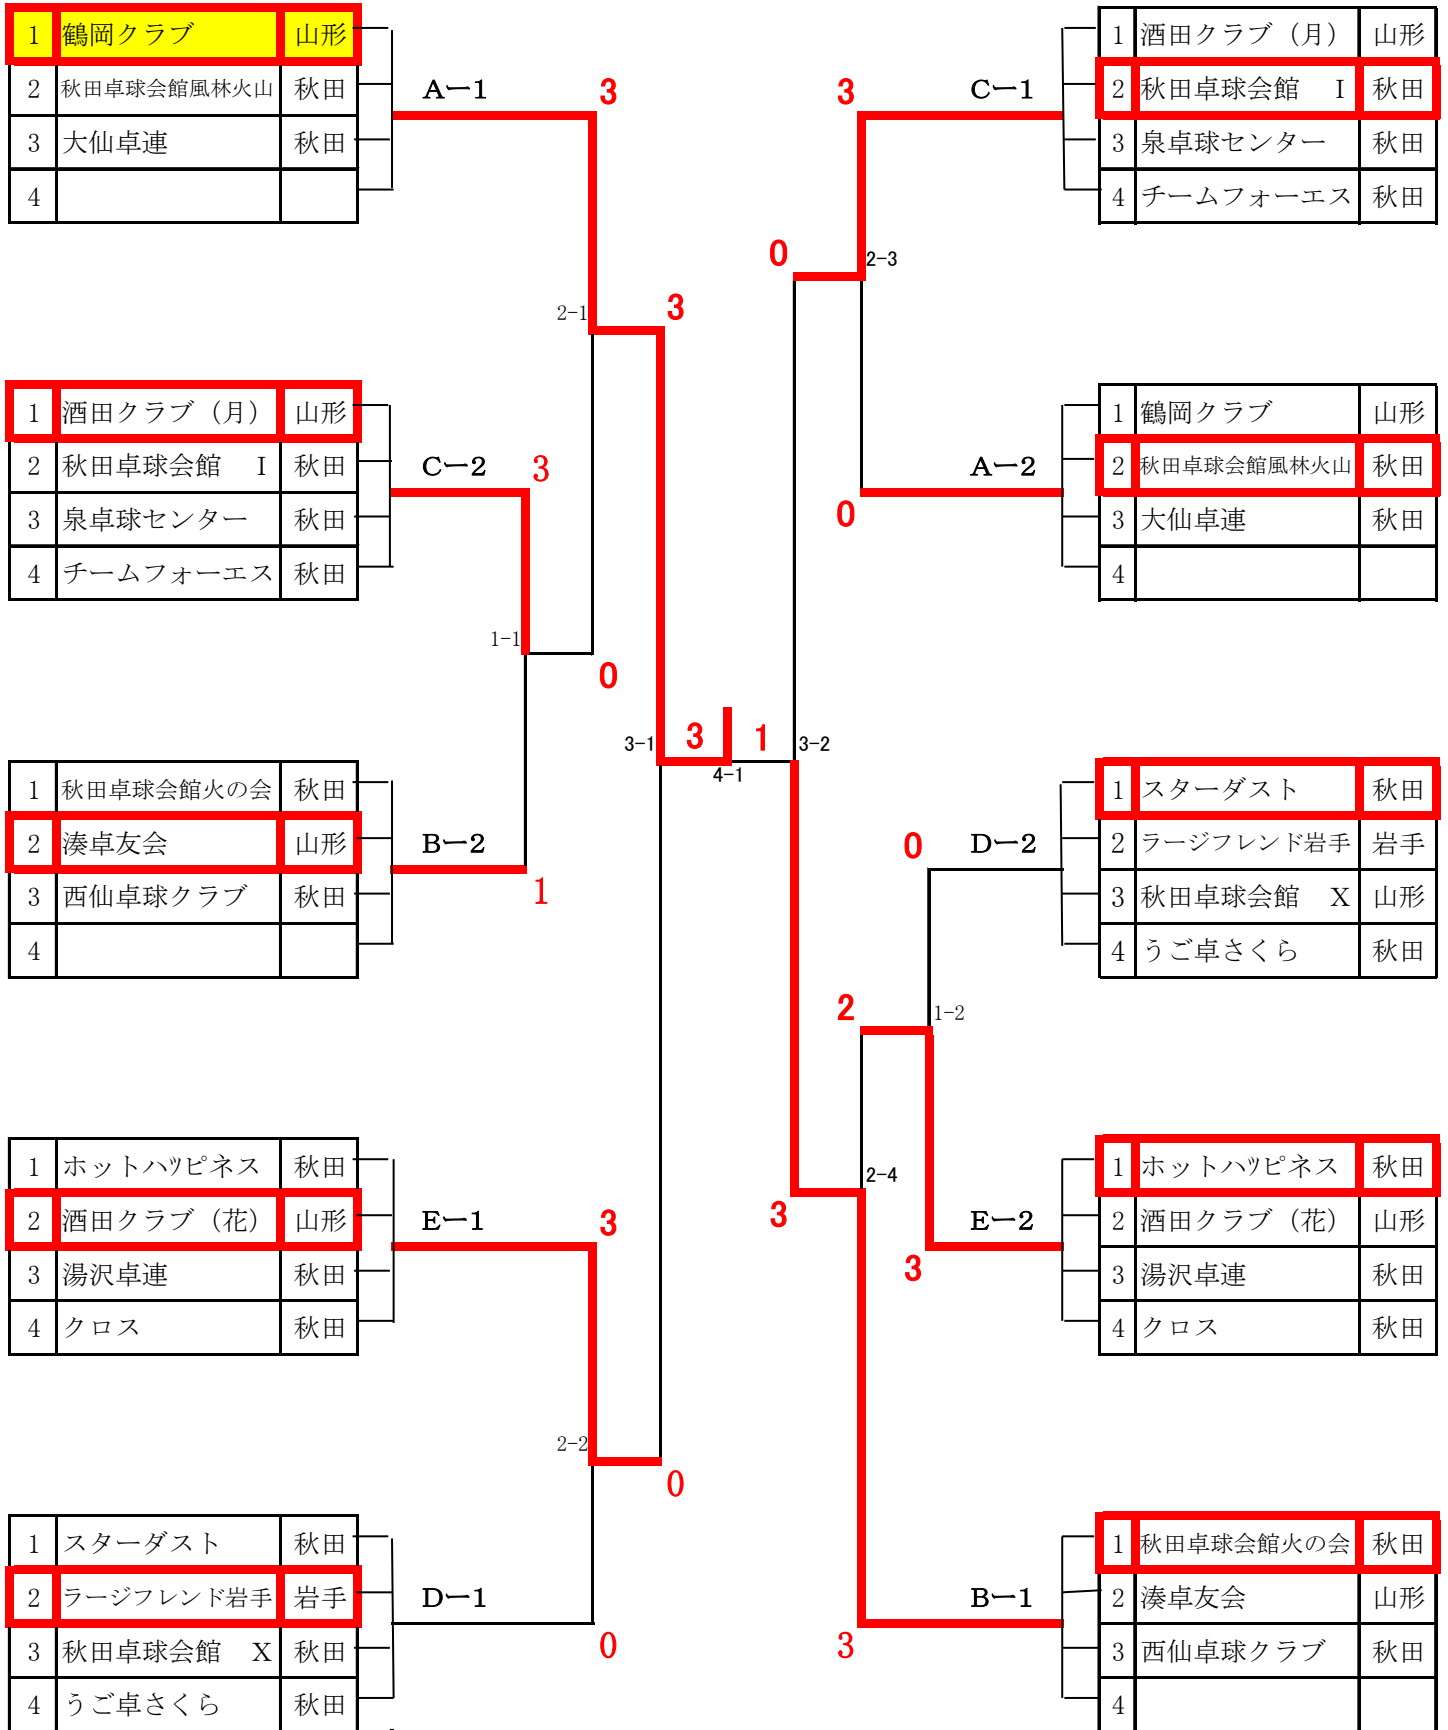 1 鶴岡クラブ 山形
2 秋田卓球会館風林火山 秋田
3 大仙卓連 秋田
4
A-1
3
2-1
3
1 酒田クラブ（月） 山形
2 秋田卓球会館　I 秋田
3 泉卓球センター 秋田
4 チームフォーエス 秋田
C-2
3
1-1
0
1 秋田卓球会館火の会 秋田
2 湊卓友会 山形
3 西仙卓球クラブ 秋田
4
B-2
1
3-1
3
4-1
1
3-2
1 ホットハッピネス 秋田
2 酒田クラブ（花） 山形
3 湯沢卓連 秋田
4 クロス 秋田
E-1
3
2-2
0
1 スターダスト 秋田
2 ラージフレンド岩手 岩手
3 秋田卓球会館　X 秋田
4 うご卓さくら 秋田
D-1
0
3
C-1
1 酒田クラブ（月） 山形
2 秋田卓球会館　I 秋田
3 泉卓球センター 秋田
4 チームフォーエス 秋田
0
2-3
A-2
0
1 鶴岡クラブ 山形
2 秋田卓球会館風林火山 秋田
3 大仙卓連 秋田
4
0
D-2
1 スターダスト 秋田
2 ラージフレンド岩手 岩手
3 秋田卓球会館　X 山形
4 うご卓さくら 秋田
2
1-2
2-4
3
E-2
3
1 ホットハッピネス 秋田
2 酒田クラブ（花） 山形
3 湯沢卓連 秋田
4 クロス 秋田
B-1
3
1 秋田卓球会館火の会 秋田
2 湊卓友会 山形
3 西仙卓球クラブ 秋田
4